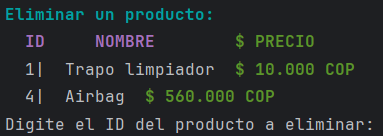 Eliminar un producto:
ID NOMBRE $ PRECIO
1| Trapo limpiador $ 10.000 COP
4| Airbag $ 560.000 COP
Digite el ID del producto a eliminar: